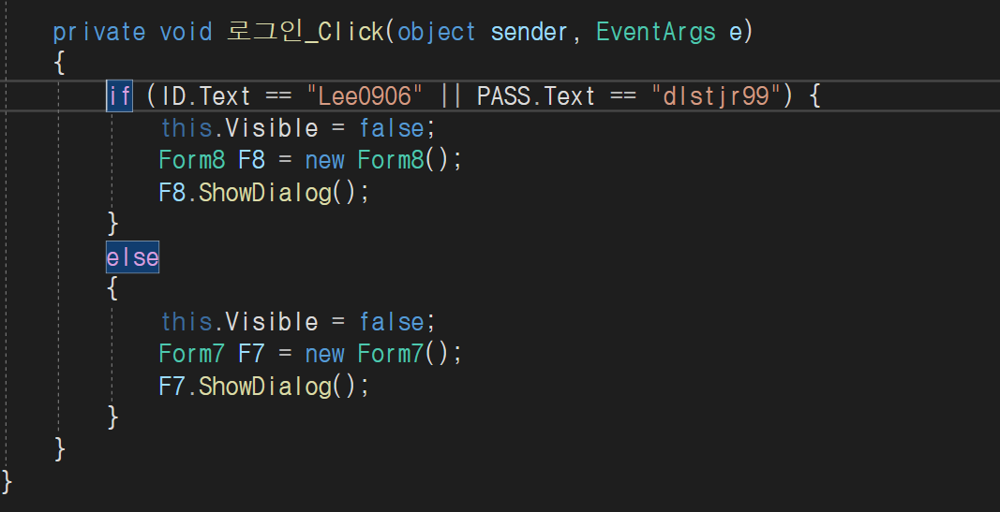 private void 로그인_Click(object sender, EventArgs e)
{
if (ID.Text == "Lee0906" || PASS.Text == "dlstjr99") {
this.Visible = false;
Form8 F8 = new Form8();
F8.ShowDialog();
}
else
{
this.Visible = false;
Form7 F7 = new Form7();
F7.ShowDialog();
}
}
}